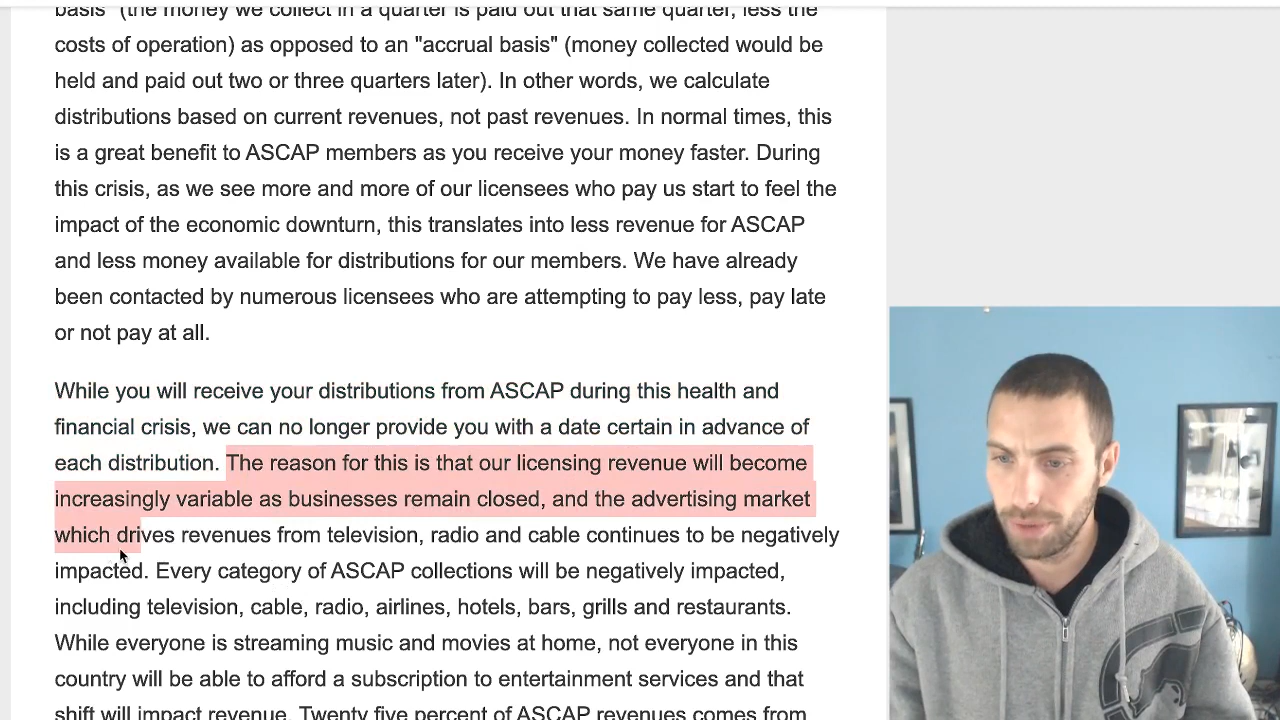 basis" (the money we collect in a quarter is paid out that same quarter, less the
costs of operation) as opposed to an "accrual basis" (money collected would be
held and paid out two or three quarters later). In other words, we calculate
distributions based on current revenues, not past revenues. In normal times, this
is a great benefit to ASCAP members as you receive your money faster. During
this crisis, as we see more and more of our licensees who pay us start to feel the
impact of the economic downturn, this translates into less revenue for ASCAP
and less money available for distributions for our members. We have already
been contacted by numerous licensees who are attempting to pay less, pay late
or not pay at all.
While you will receive your distributions from ASCAP during this health and
financial crisis, we can no longer provide you with a date certain in advance of
each distribution. The reason for this is that our licensing revenue will become
increasingly variable as businesses remain closed, and the advertising market
which drives revenues from television, radio and cable continues to be negatively
impacted. Every category of ASCAP collections will be negatively impacted,
including television, cable, radio, airlines, hotels, bars, grills and restaurants.
While everyone is streaming music and movies at home, not everyone in this
country will be able to afford a subscription to entertainment services and that
shift will impact revenue. Twenty five percent of ASCAP revenues comes from